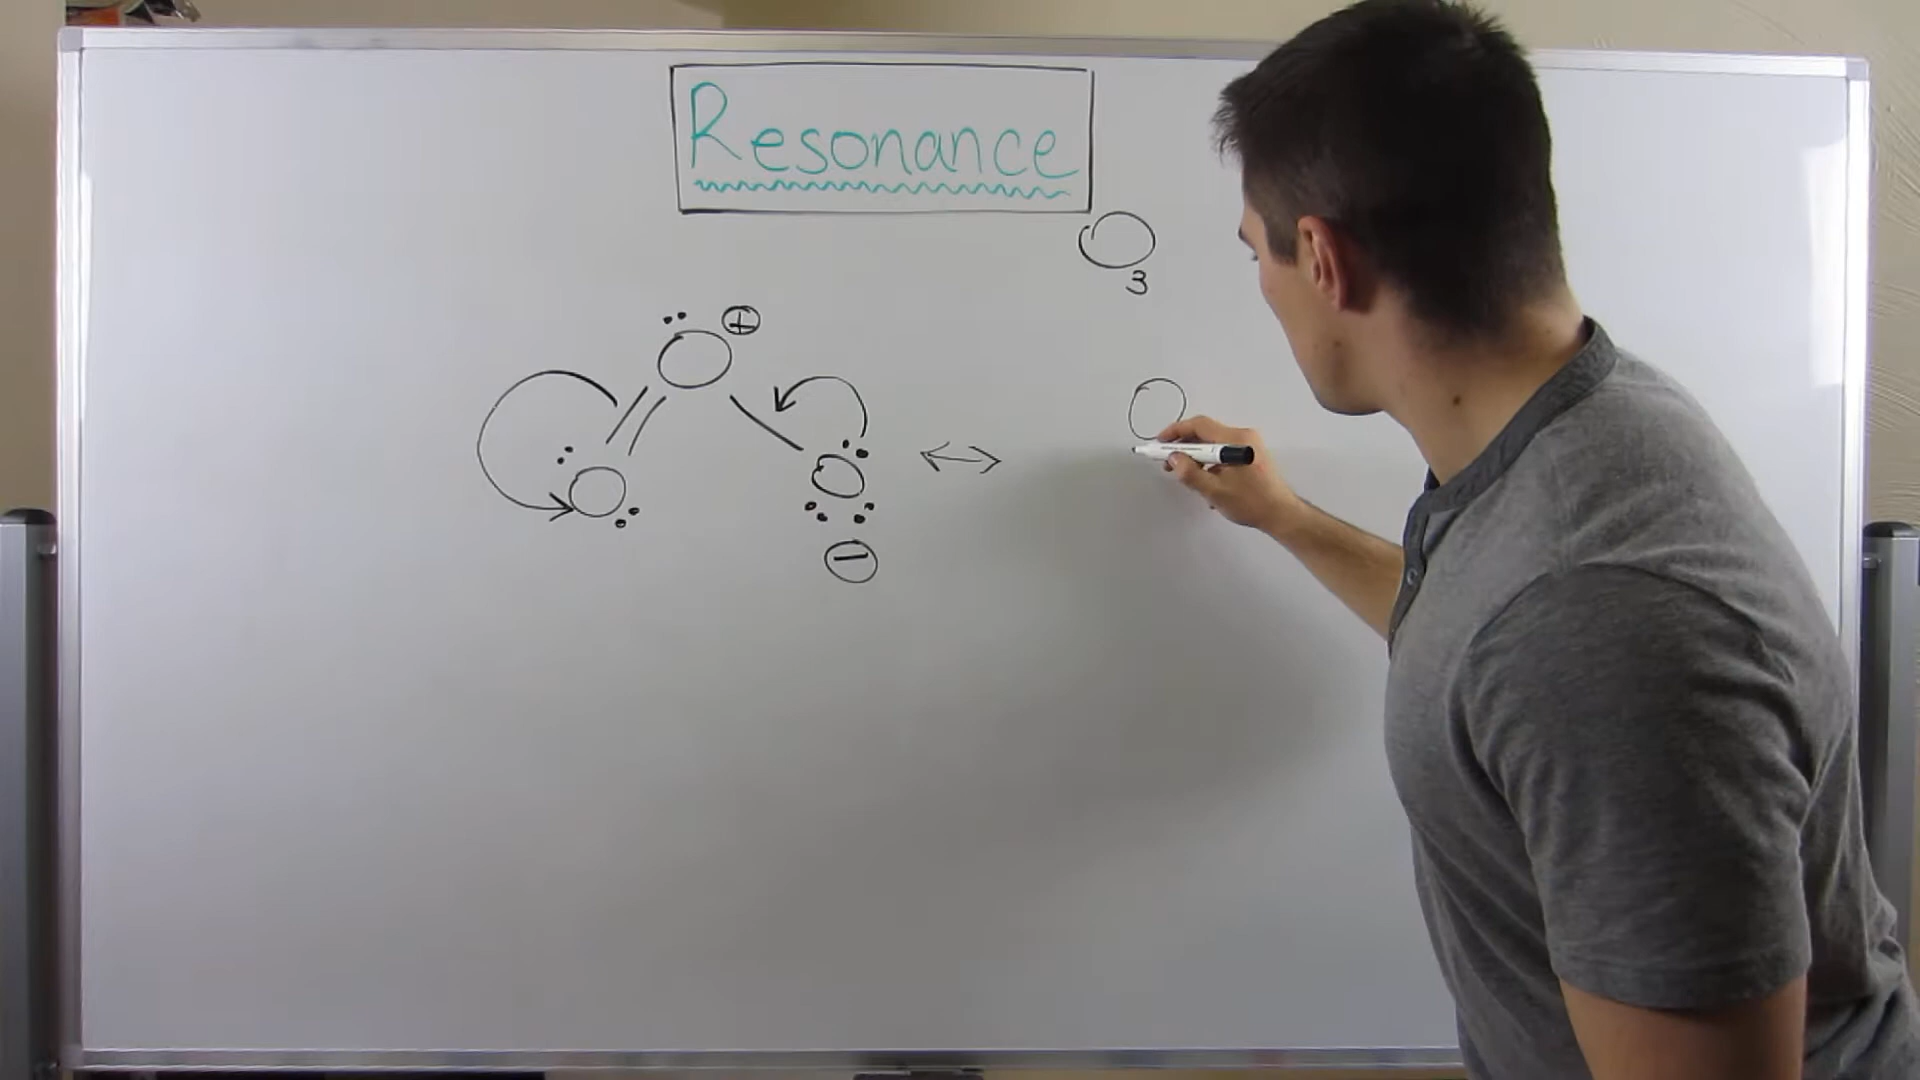 Resonance
O3
O ⊕
O O
⊖
O